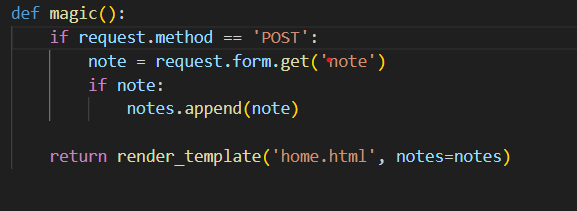 def magic():
    if request.method == 'POST':
        note = request.form.get('note')
        if note:
            notes.append(note)

    return render_template('home.html', notes=notes)